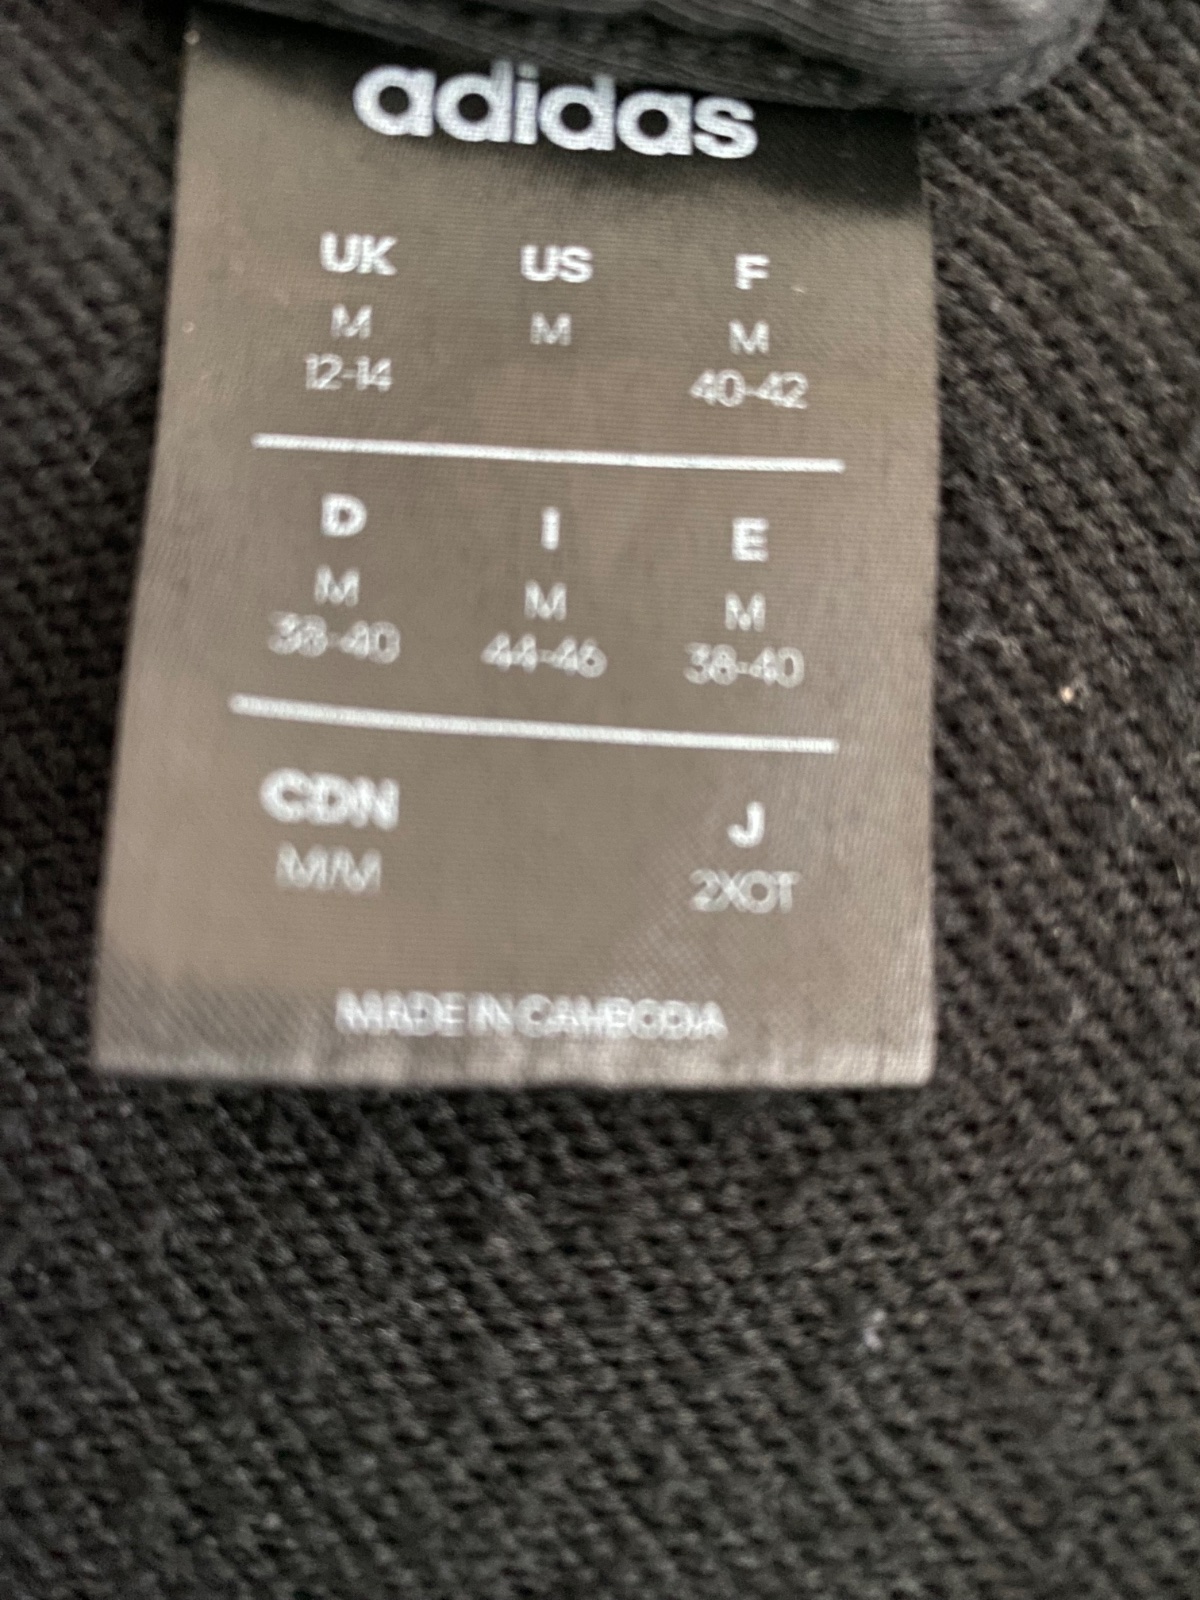 adidas
UK US F
M M M
12-14 40-42
D I E
M M M
38-40 44-46 38-40
CDN J
M/M 2XOT
MADE IN CAMBODIA